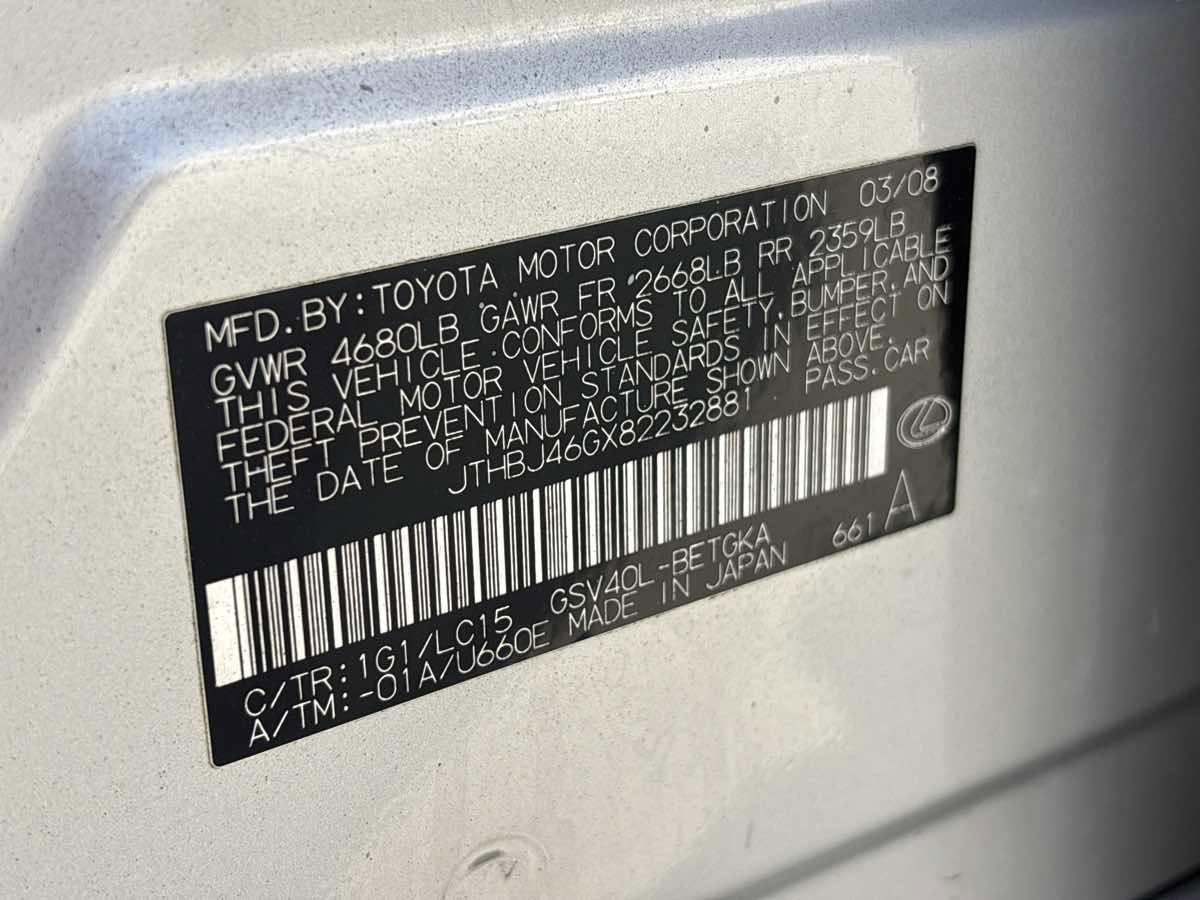 MFD. BY: TOYOTA MOTOR CORPORATION 03/08
GVWR 4680LB GAWR FR 2668LB RR 2359LB
THIS VEHICLE CONFORMS TO ALL APPLICABLE
FEDERAL MOTOR VEHICLE SAFETY, BUMPER, AND
THEFT PREVENTION STANDARDS IN EFFECT ON
THE DATE OF MANUFACTURE SHOWN ABOVE.
JTHBJ46GX82232881 PASS. CAR
C/TR: 1G1/LC15 GSV40L-BETGKA 661 A
A/TM: -01A/U660E MADE IN JAPAN